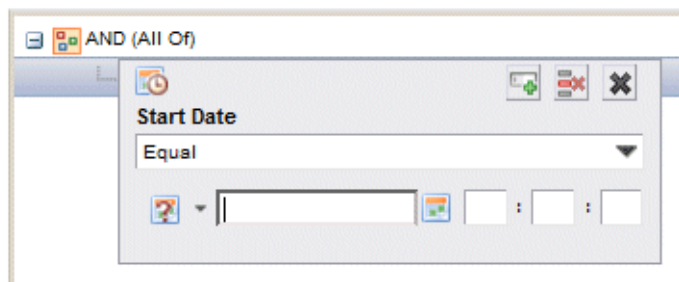 AND (All Of)
Start Date
Equal
: :